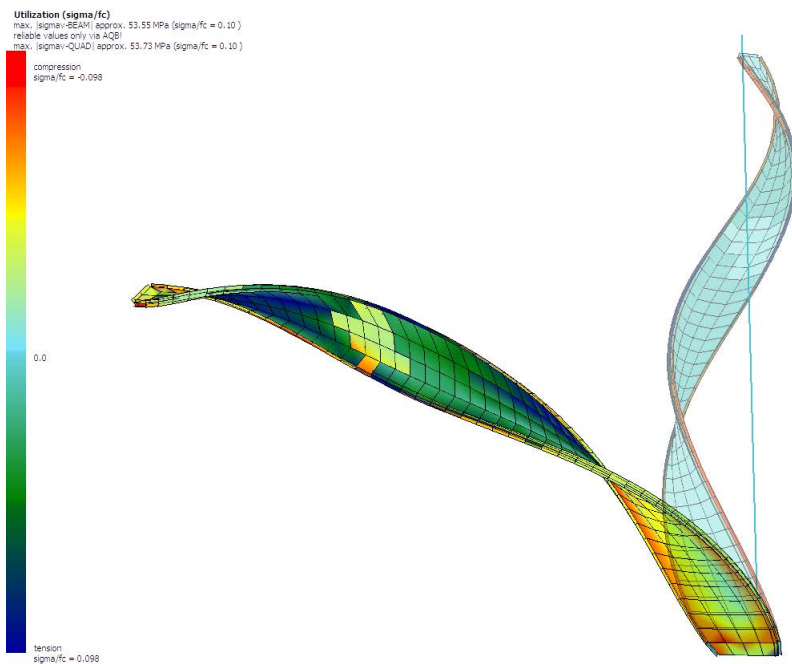 Utilization (sigma/fc)
max. |sigmav-BEAM| approx. 53.55 MPa (sigma/fc = 0.10 )
reliable values only via AQB!
max. |sigmav-QUAD| approx. 53.73 MPa (sigma/fc = 0.10 )
compression
sigma/fc = -0.098
0.0
tension
sigma/fc = 0.098